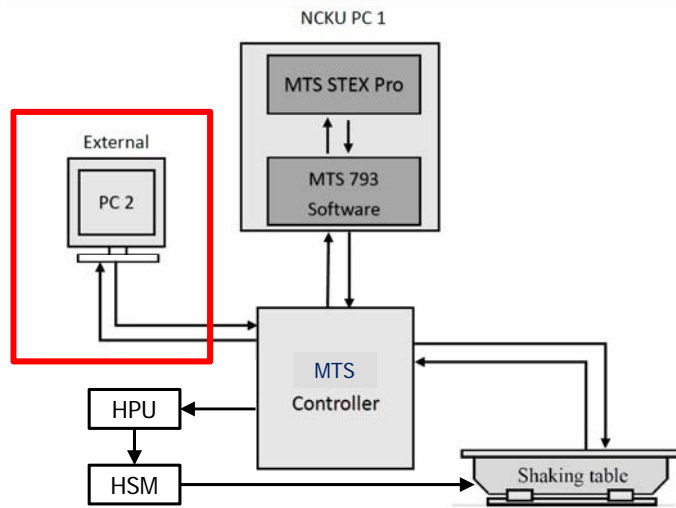 NCKU PC 1
MTS STEX Pro
MTS 793
Software
External
PC 2
MTS
Controller
HPU
HSM
Shaking table